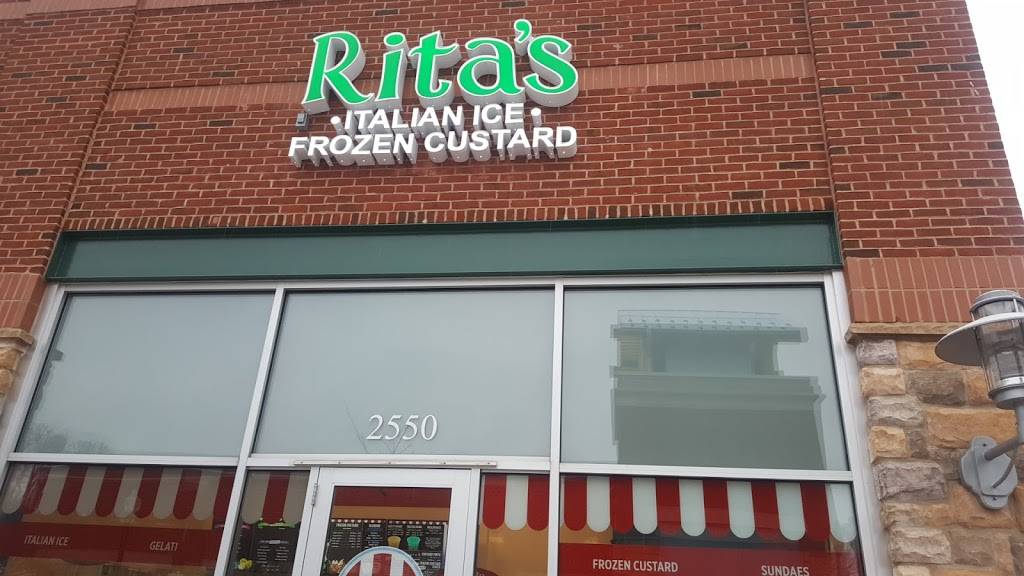 Rita's
•ITALIAN ICE•
FROZEN CUSTARD
2550
ITALIAN ICE
GELATI
FROZEN CUSTARD
SUNDAES